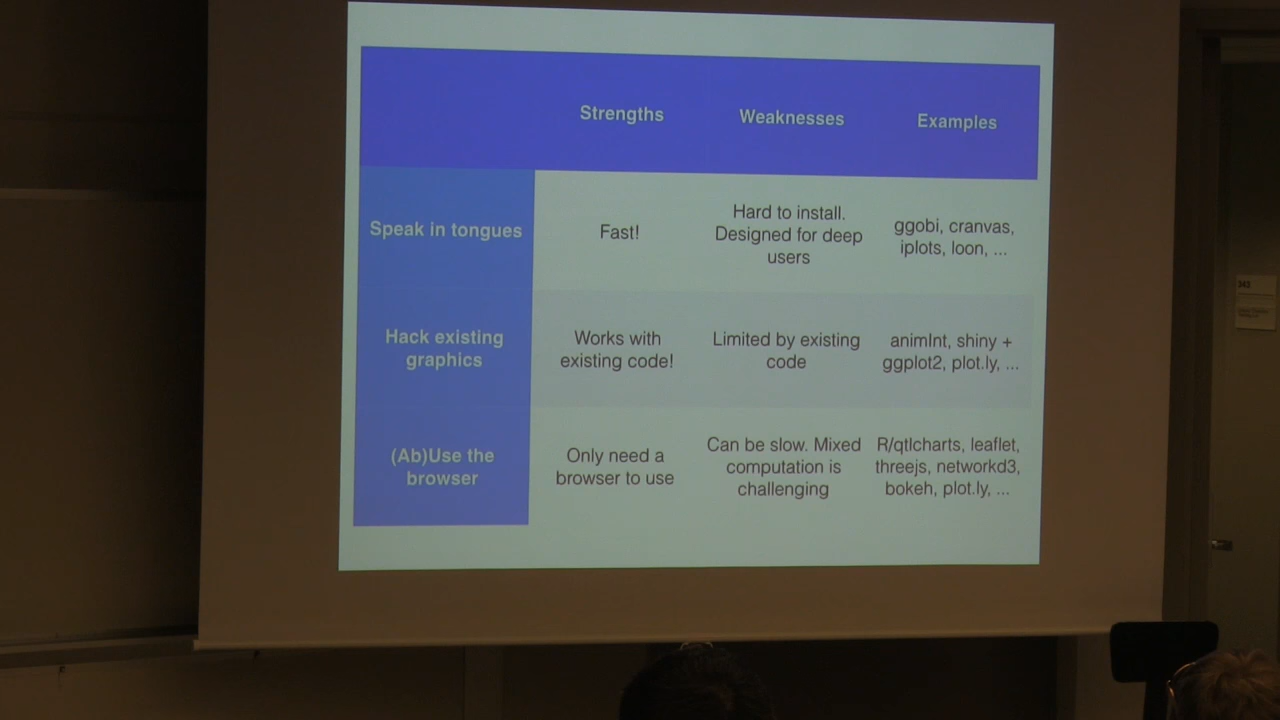 Strengths
Weaknesses
Examples
Speak in tongues
Fast!
Hard to install.
Designed for deep
users
ggobi, cranvas,
iplots, loon, ...
Hack existing
graphics
Works with
existing code!
Limited by existing
code
animInt, shiny +
ggplot2, plot.ly, ...
(Ab)Use the
browser
Only need a
browser to use
Can be slow. Mixed
computation is
challenging
R/qtlcharts, leaflet,
threejs, networkd3,
bokeh, plot.ly, ...
343